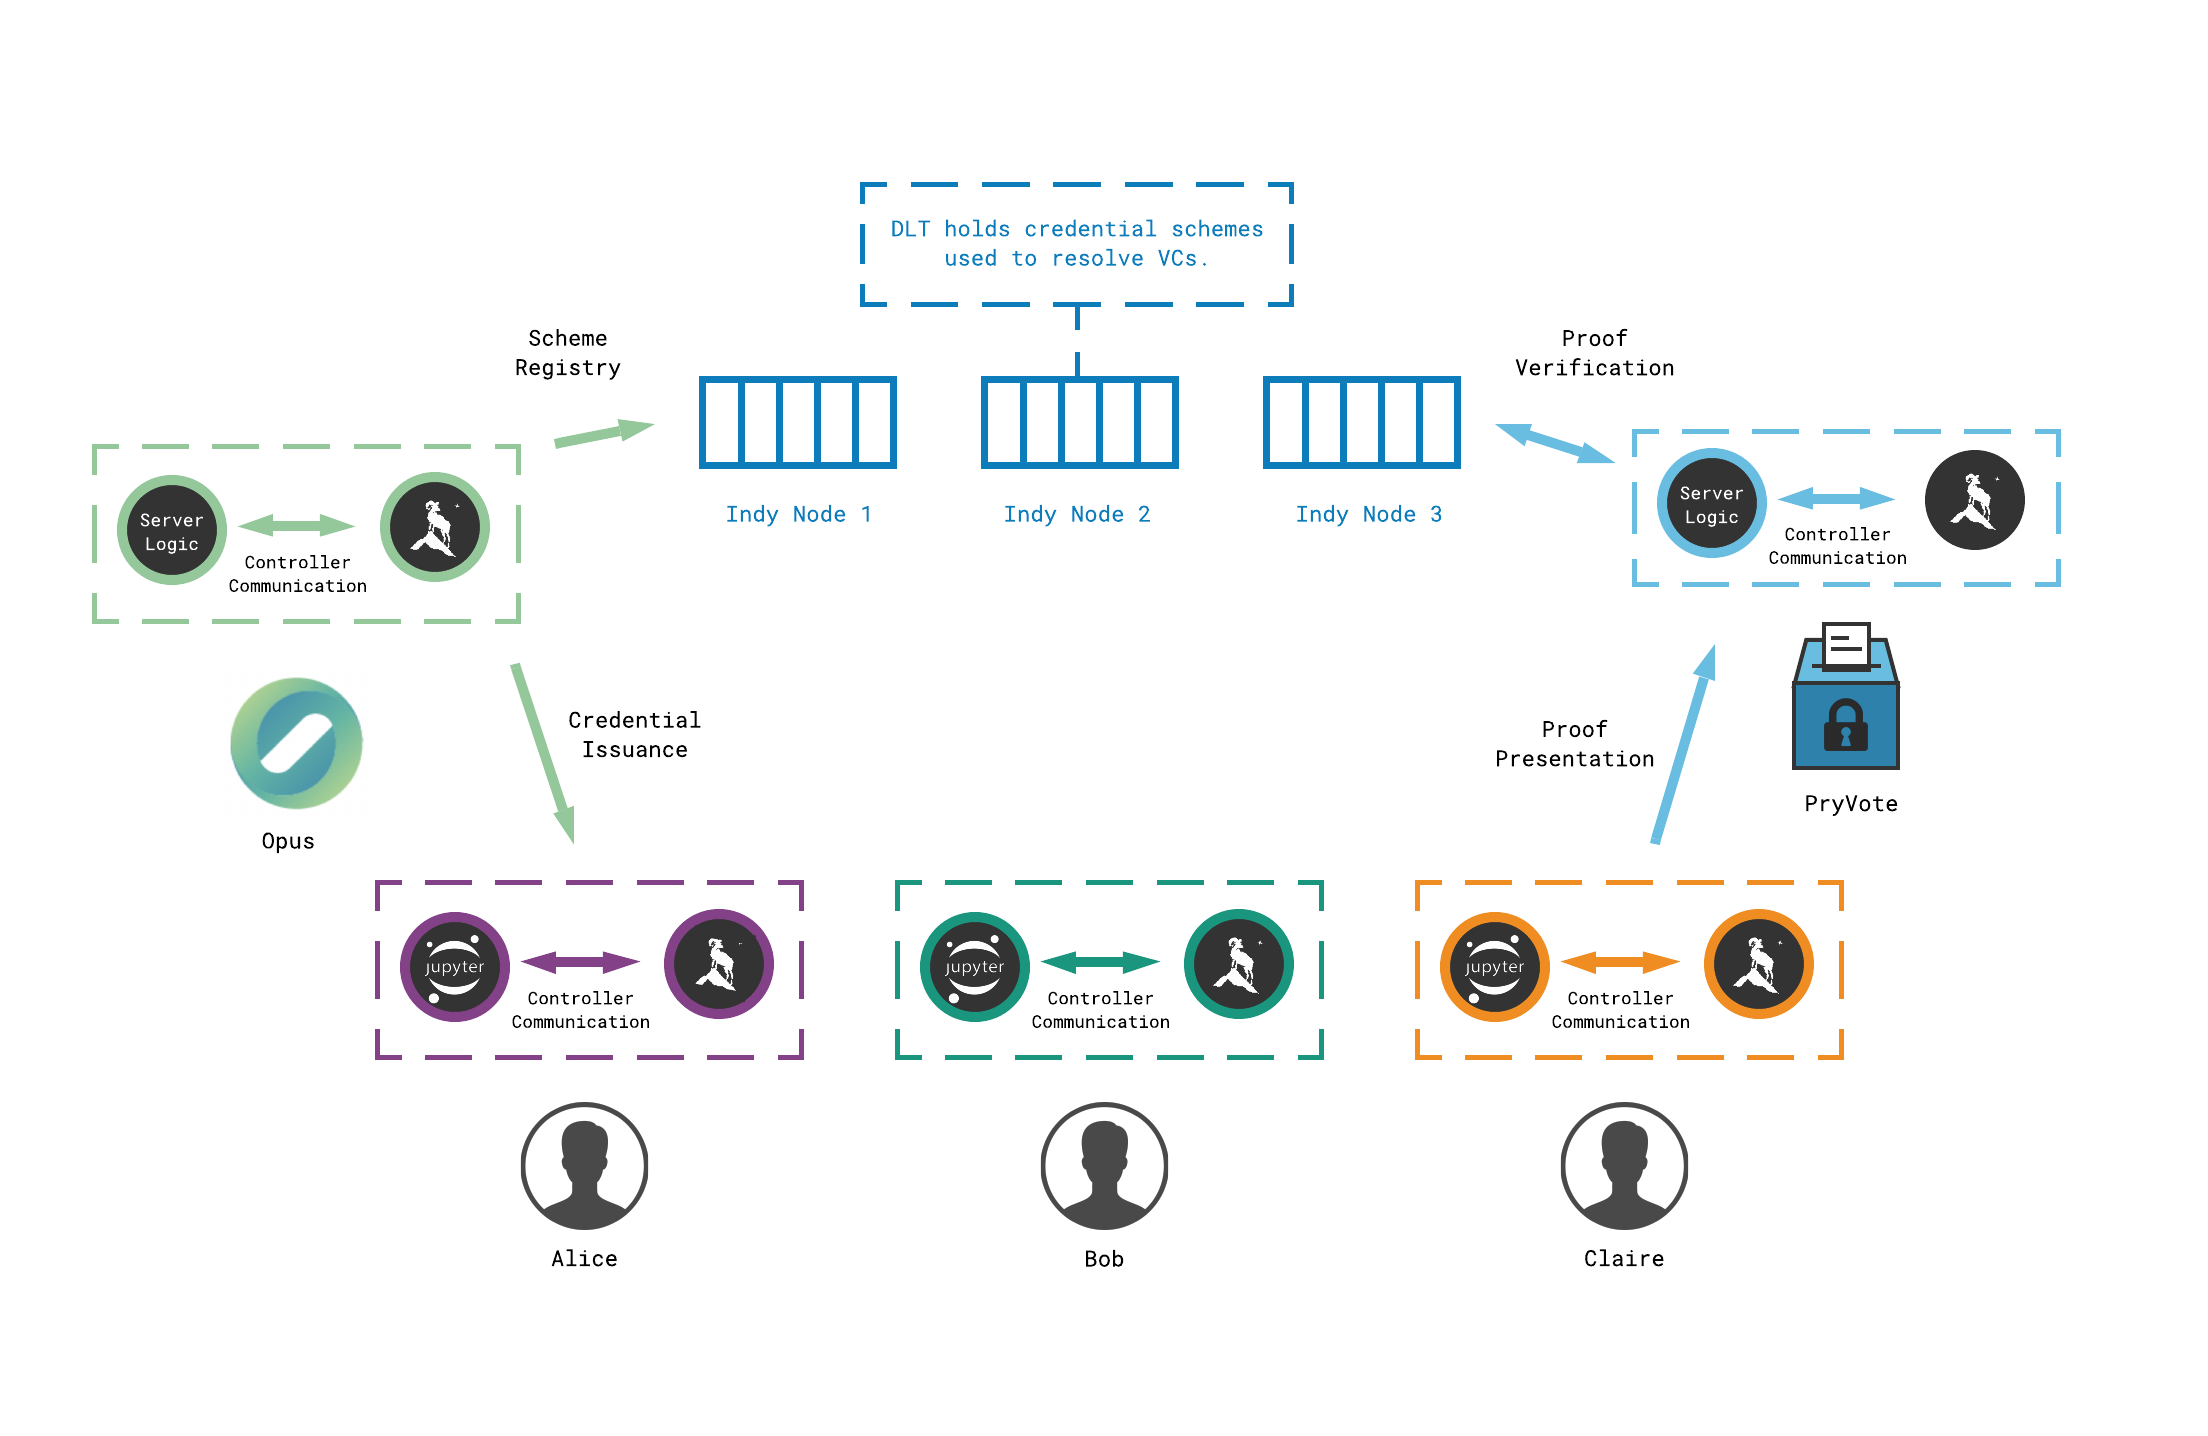 DLT holds credential schemes
used to resolve VCs.
Scheme
Registry
Proof
Verification
Server
Logic
Controller
Communication
Indy Node 1
Indy Node 2
Indy Node 3
Server
Logic
Controller
Communication
Credential
Issuance
Proof
Presentation
PryVote
Opus
jupyter
Controller
Communication
jupyter
Controller
Communication
jupyter
Controller
Communication
Alice
Bob
Claire